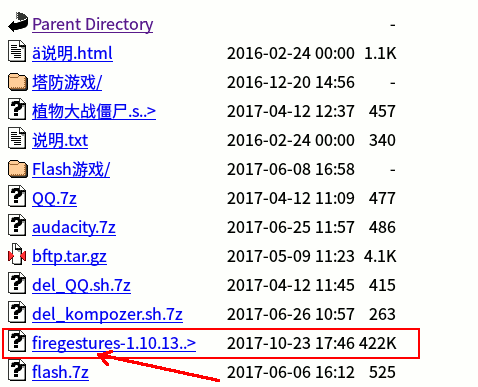 Parent Directory -
ä说明.html 2016-02-24 00:00 1.1K
塔防游戏/ 2016-12-20 14:56 -
植物大战僵尸.s..> 2017-04-12 12:37 457
说明.txt 2016-02-24 00:00 340
Flash游戏/ 2017-06-08 16:58 -
QQ.7z 2017-04-12 11:09 477
audacity.7z 2017-06-25 11:57 486
bftp.tar.gz 2017-05-09 11:23 4.1K
del_QQ.sh.7z 2017-04-12 11:45 415
del_kompozer.sh.7z 2017-06-26 10:57 263
firegestures-1.10.13..> 2017-10-23 17:46 422K
flash.7z 2017-06-06 16:12 525